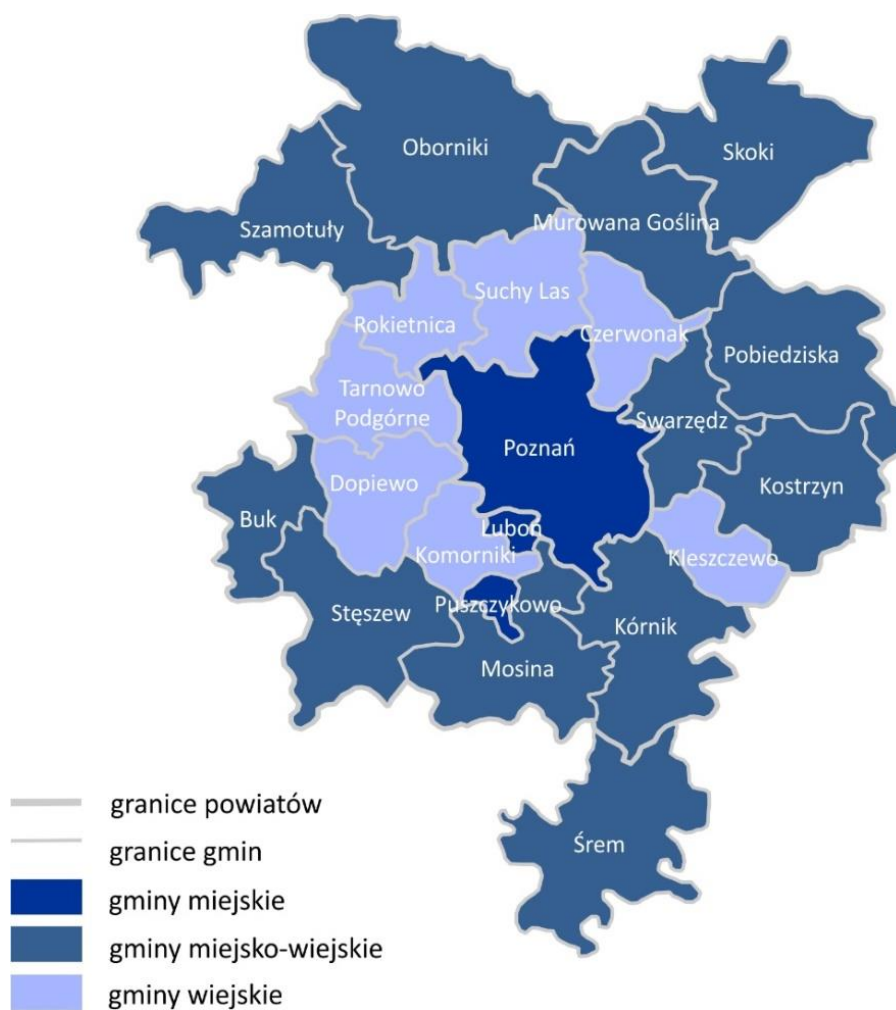 Oborniki
Skoki
Szamotuły
Murowana Goślina
Suchy Las
Rokietnica
Czerwonak
Pobiedziska
Tarnowo
Podgórne
Swarzędz
Poznań
Dopiewo
Kostrzyn
Buk
Luboń
Komorniki
Kleszczewo
Puszczykowo
Stęszew
Kórnik
Mosina
Śrem
granice powiatów
granice gmin
gminy miejskie
gminy miejsko-wiejskie
gminy wiejskie